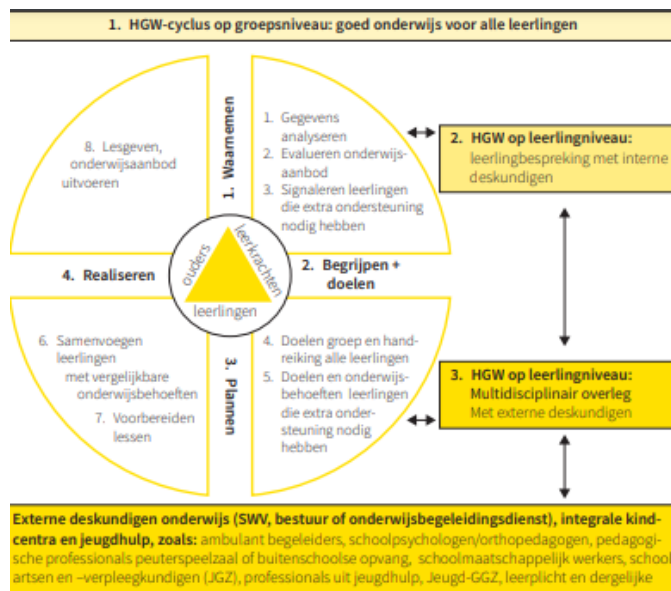 1. HGW-cyclus op groepsniveau: goed onderwijs voor alle leerlingen
1. Waarnemen
1. Gegevens
analyseren
2. Evalueren onderwijs-
aanbod
3. Signaleren leerlingen
die extra ondersteuning
nodig hebben
8. Lesgeven,
onderwijsaanbod
uitvoeren
2. HGW op leerlingniveau:
leerlingbespreking met interne
deskundigen
ouders
leerkrachten
leerlingen
4. Realiseren
2. Begrijpen +
doelen
3. Plannen
4. Doelen groep en hand-
reiking alle leerlingen
5. Doelen en onderwijs-
behoeften leerlingen
die extra onder-
steuning nodig
hebben
6. Samenvoegen
leerlingen
met vergelijkbare
onderwijsbehoeften
7. Voorbereiden
lessen
3. HGW op leerlingniveau:
Multidisciplinair overleg
Met externe deskundigen
Externe deskundigen onderwijs (SWV, bestuur of onderwijsbegeleidingsdienst), integrale kind-
centra en jeugdhulp, zoals: ambulant begeleiders, schoolpsychologen/orthopedagogen, pedagogi-
sche professionals peuterspeelzaal of buitenschoolse opvang, schoolmaatschappelijk werkers, school
artsen en –verpleegkundigen (JGZ), professionals uit jeugdhulp, Jeugd-GGZ, leerplicht en dergelijke